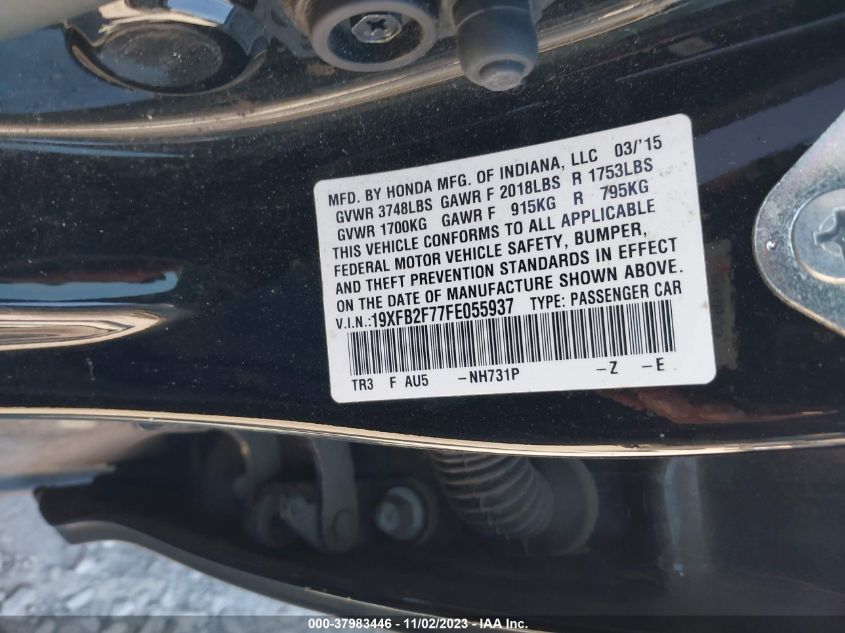 MFD. BY HONDA MFG. OF INDIANA, LLC 03/'15
GVWR 3748LBS GAWR F 2018LBS R 1753LBS
GVWR 1700KG GAWR F 915KG R 795KG
THIS VEHICLE CONFORMS TO ALL APPLICABLE
FEDERAL MOTOR VEHICLE SAFETY, BUMPER,
AND THEFT PREVENTION STANDARDS IN EFFECT
ON THE DATE OF MANUFACTURE SHOWN ABOVE.
V.I.N.:19XFB2F77FE055937 TYPE: PASSENGER CAR
TR3 F AU5 -NH731P -Z -E
000-37983446 - 11/02/2023 - IAA Inc.